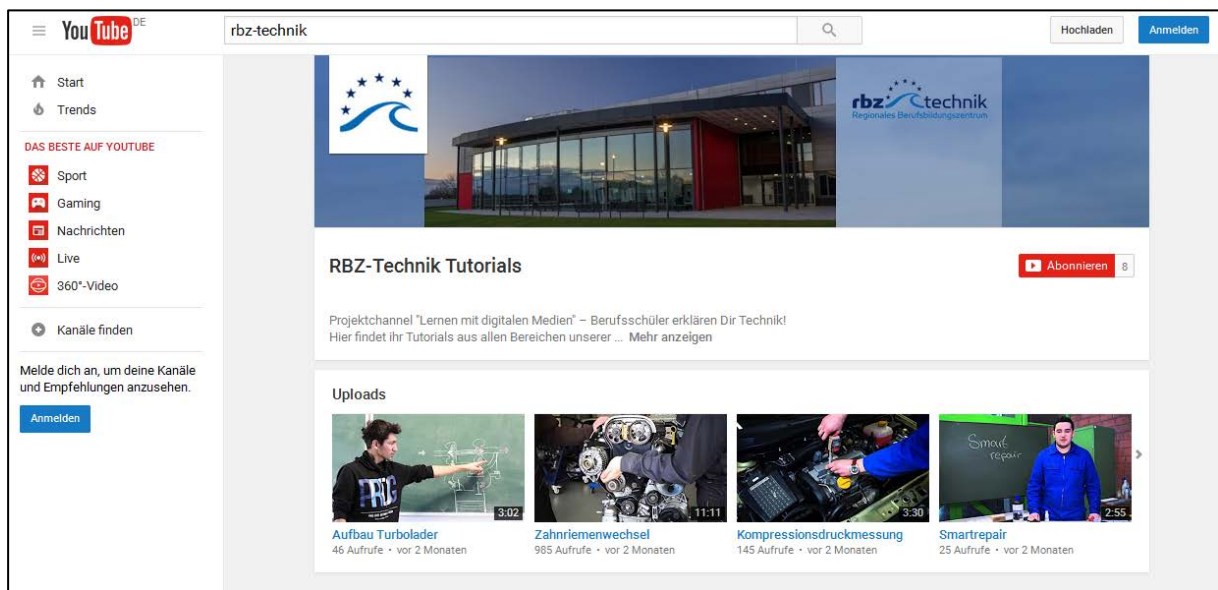 YouTube DE
rbz-technik
Hochladen
Anmelden
Start
Trends
DAS BESTE AUF YOUTUBE
Sport
Gaming
Nachrichten
Live
360°-Video
Kanäle finden
Melde dich an, um deine Kanäle
und Empfehlungen anzusehen.
Anmelden
rbz technik
Regionales Berufsbildungszentrum
RBZ-Technik Tutorials
Abonnieren 8
Projektchannel "Lernen mit digitalen Medien" – Berufsschüler erklären Dir Technik!
Hier findet ihr Tutorials aus allen Bereichen unserer ... Mehr anzeigen
Uploads
3:02
Aufbau Turbolader
46 Aufrufe • vor 2 Monaten
11:11
Zahnriemenwechsel
985 Aufrufe • vor 2 Monaten
3:30
Kompressionsdruckmessung
145 Aufrufe • vor 2 Monaten
Smart
repair
2:55
Smartrepair
25 Aufrufe • vor 2 Monaten